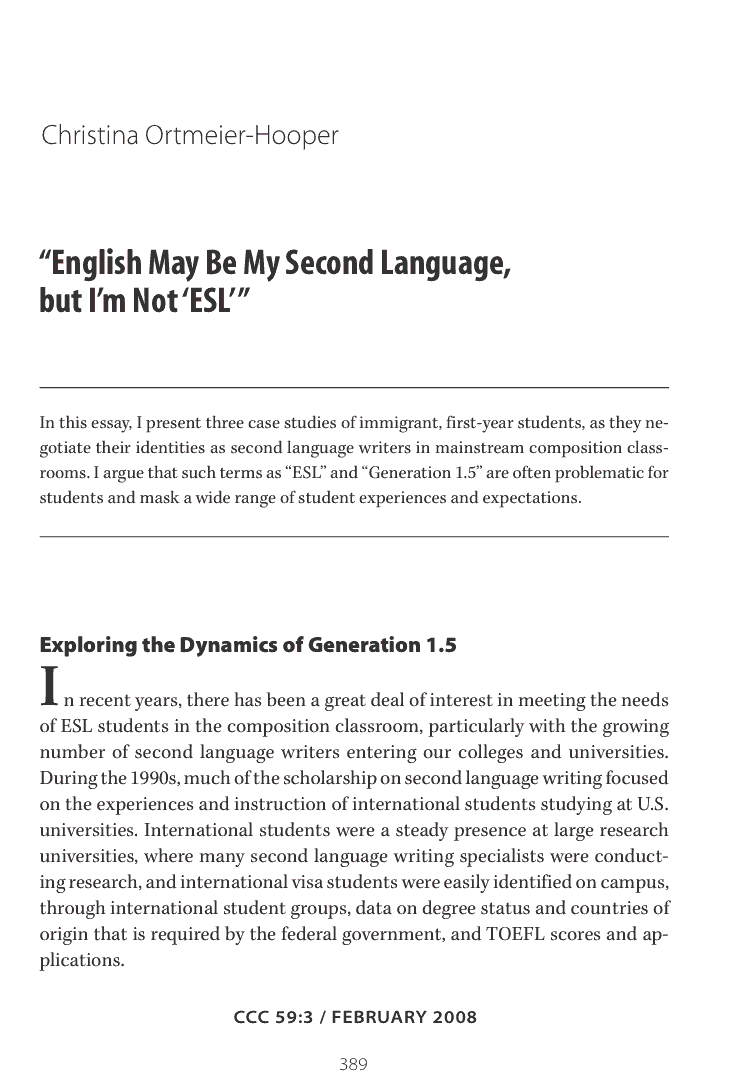 Christina Ortmeier-Hooper
“English May Be My Second Language,
but I’m Not ‘ESL’”
In this essay, I present three case studies of immigrant, first-year students, as they ne-
gotiate their identities as second language writers in mainstream composition class-
rooms. I argue that such terms as “ESL” and “Generation 1.5” are often problematic for
students and mask a wide range of student experiences and expectations.
Exploring the Dynamics of Generation 1.5
In recent years, there has been a great deal of interest in meeting the needs
of ESL students in the composition classroom, particularly with the growing
number of second language writers entering our colleges and universities.
During the 1990s, much of the scholarship on second language writing focused
on the experiences and instruction of international students studying at U.S.
universities. International students were a steady presence at large research
universities, where many second language writing specialists were conduct-
ing research, and international visa students were easily identified on campus,
through international student groups, data on degree status and countries of
origin that is required by the federal government, and TOEFL scores and ap-
plications.
CCC 59:3 / FEBRUARY 2008
389